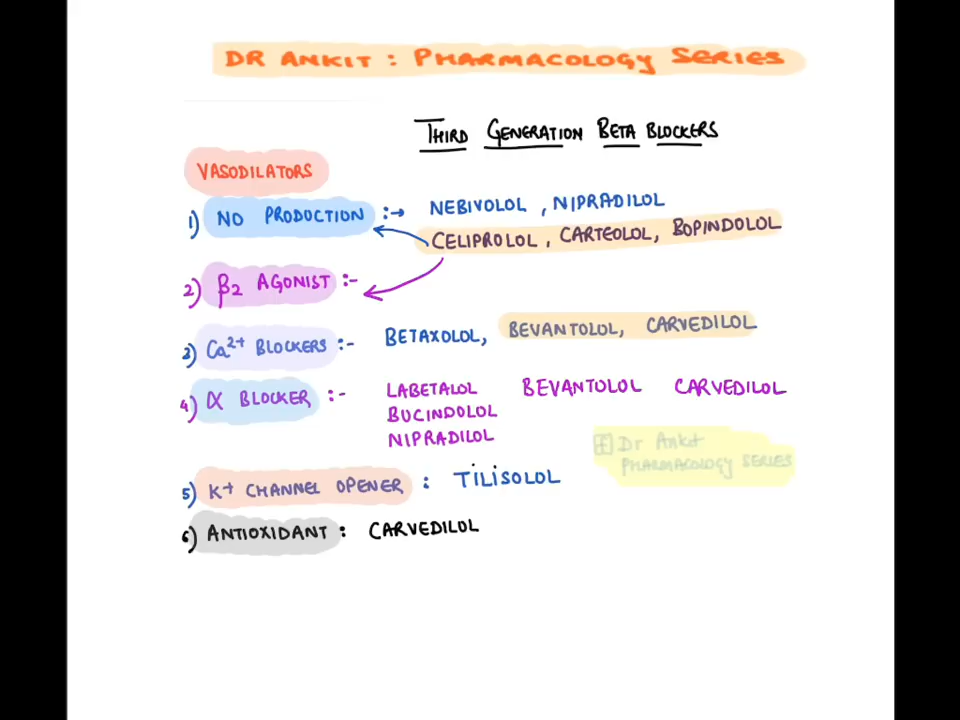 DR ANKIT : PHARMACOLOGY SERIES
THIRD GENERATION BETA BLOCKERS
VASODILATORS
1) NO PRODUCTION :→ NEBIVOLOL , NIPRADILOL
CELIPROLOL , CARTEOLOL, BOPINDOLOL
2) β2 AGONIST :-
3) Ca2+ BLOCKERS :- BETAXOLOL, BEVANTOLOL, CARVEDILOL
4) α BLOCKER :- LABETALOL BEVANTOLOL CARVEDILOL
BUCINDOLOL
NIPRADILOL
Dr Ankit
PHARMACOLOGY SERIES
5) K+ CHANNEL OPENER : TILISOLOL
6) ANTIOXIDANT : CARVEDILOL